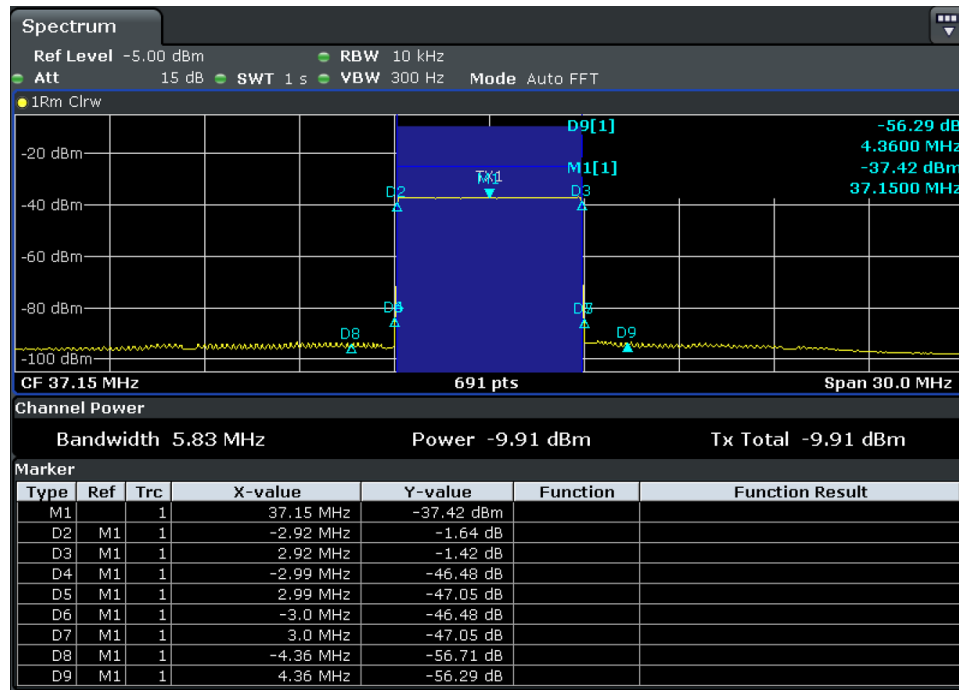 Spectrum
Ref Level -5.00 dBm RBW 10 kHz
Att 15 dB SWT 1 s VBW 300 Hz Mode Auto FFT
1Rm Clrw
D9[1] -56.29 dB
4.3600 MHz
-20 dBm
M1[1] -37.42 dBm
37.1500 MHz
TX1
D2 D3
-40 dBm
-60 dBm
-80 dBm
D8 D9
-100 dBm
CF 37.15 MHz 691 pts Span 30.0 MHz
Channel Power
Bandwidth 5.83 MHz Power -9.91 dBm Tx Total -9.91 dBm
Marker
Type Ref Trc X-value Y-value Function Function Result
M1 1 37.15 MHz -37.42 dBm
D2 M1 1 -2.92 MHz -1.64 dB
D3 M1 1 2.92 MHz -1.42 dB
D4 M1 1 -2.99 MHz -46.48 dB
D5 M1 1 2.99 MHz -47.05 dB
D6 M1 1 -3.0 MHz -46.48 dB
D7 M1 1 3.0 MHz -47.05 dB
D8 M1 1 -4.36 MHz -56.71 dB
D9 M1 1 4.36 MHz -56.29 dB